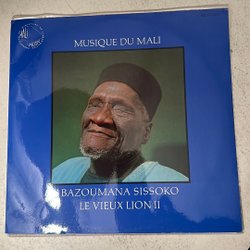 MUSIQUE DU MALI
BAZOUMANA SISSOKO
LE VIEUX LION II